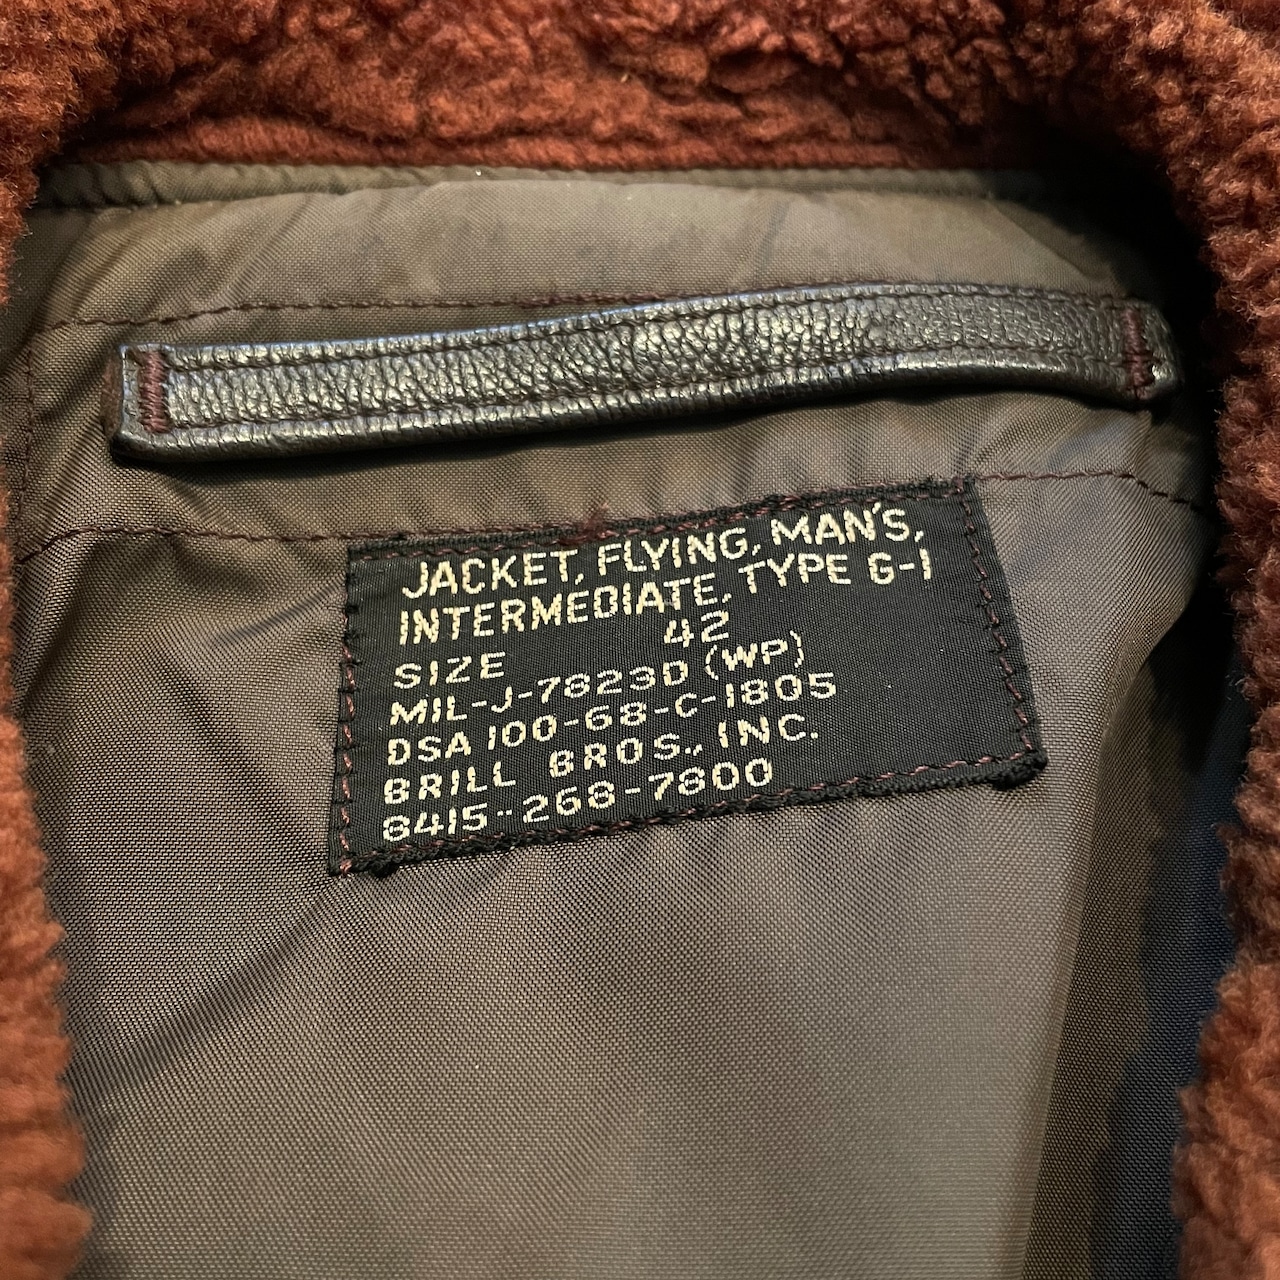 JACKET, FLYING, MAN'S,
INTERMEDIATE, TYPE G-1
SIZE 42
MIL-J-7823D (WP)
DSA 100-68-C-1805
BRILL BROS., INC.
8415-268-7800